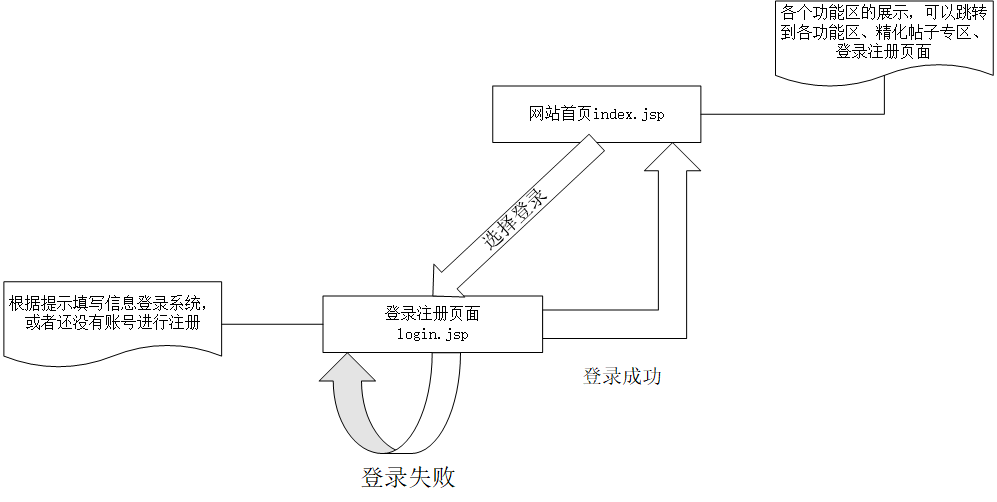 各个功能区的展示，可以跳转
到各功能区、精化帖子专区、
登录注册页面
网站首页index.jsp
选择登录
根据提示填写信息登录系统，
或者还没有账号进行注册
登录注册页面
login.jsp
登录成功
登录失败